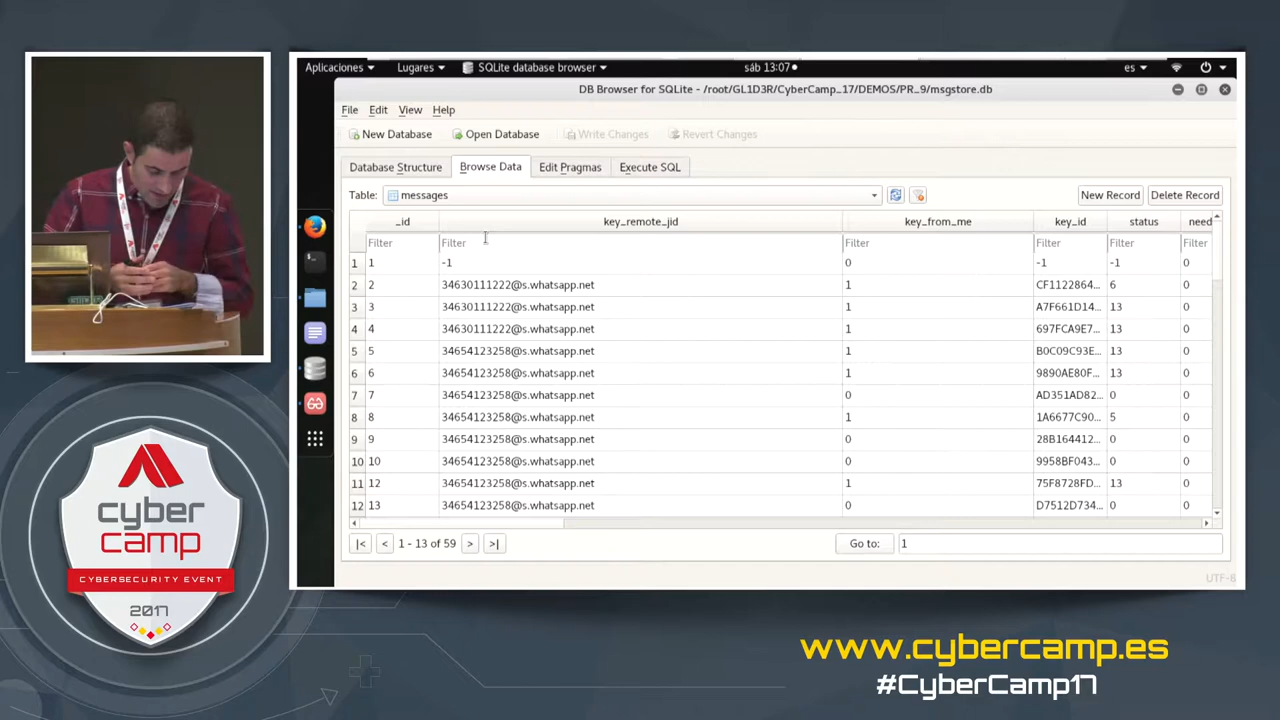 Aplicaciones Lugares SQLite database browser sáb 13:07 es
DB Browser for SQLite - /root/GL1D3R/CyberCamp_17/DEMOS/PR_9/msgstore.db
File Edit View Help
New Database Open Database Write Changes Revert Changes
Database Structure Browse Data Edit Pragmas Execute SQL
Table: messages New Record Delete Record
_id key_remote_jid key_from_me key_id status need
Filter Filter Filter Filter Filter Filter
1 1 -1 0 -1 -1 0
2 2 34630111222@s.whatsapp.net 1 CF1122864... 6 0
3 3 34630111222@s.whatsapp.net 1 A7F661D14... 13 0
4 4 34630111222@s.whatsapp.net 1 697FCA9E7... 13 0
5 5 34654123258@s.whatsapp.net 1 B0C09C93E... 13 0
6 6 34654123258@s.whatsapp.net 1 9890AE80F... 13 0
7 7 34654123258@s.whatsapp.net 0 AD351AD82... 0 0
8 8 34654123258@s.whatsapp.net 1 1A6677C90... 5 0
9 9 34654123258@s.whatsapp.net 0 28B164412... 0 0
10 10 34654123258@s.whatsapp.net 0 9958BF043... 0 0
11 12 34654123258@s.whatsapp.net 1 75F8728FD... 13 0
12 13 34654123258@s.whatsapp.net 0 D7512D734... 0 0
|< < 1 - 13 of 59 > >| Go to: 1
UTF-8
cyber
camp
CYBERSECURITY EVENT
2017
www.cybercamp.es
#CyberCamp17